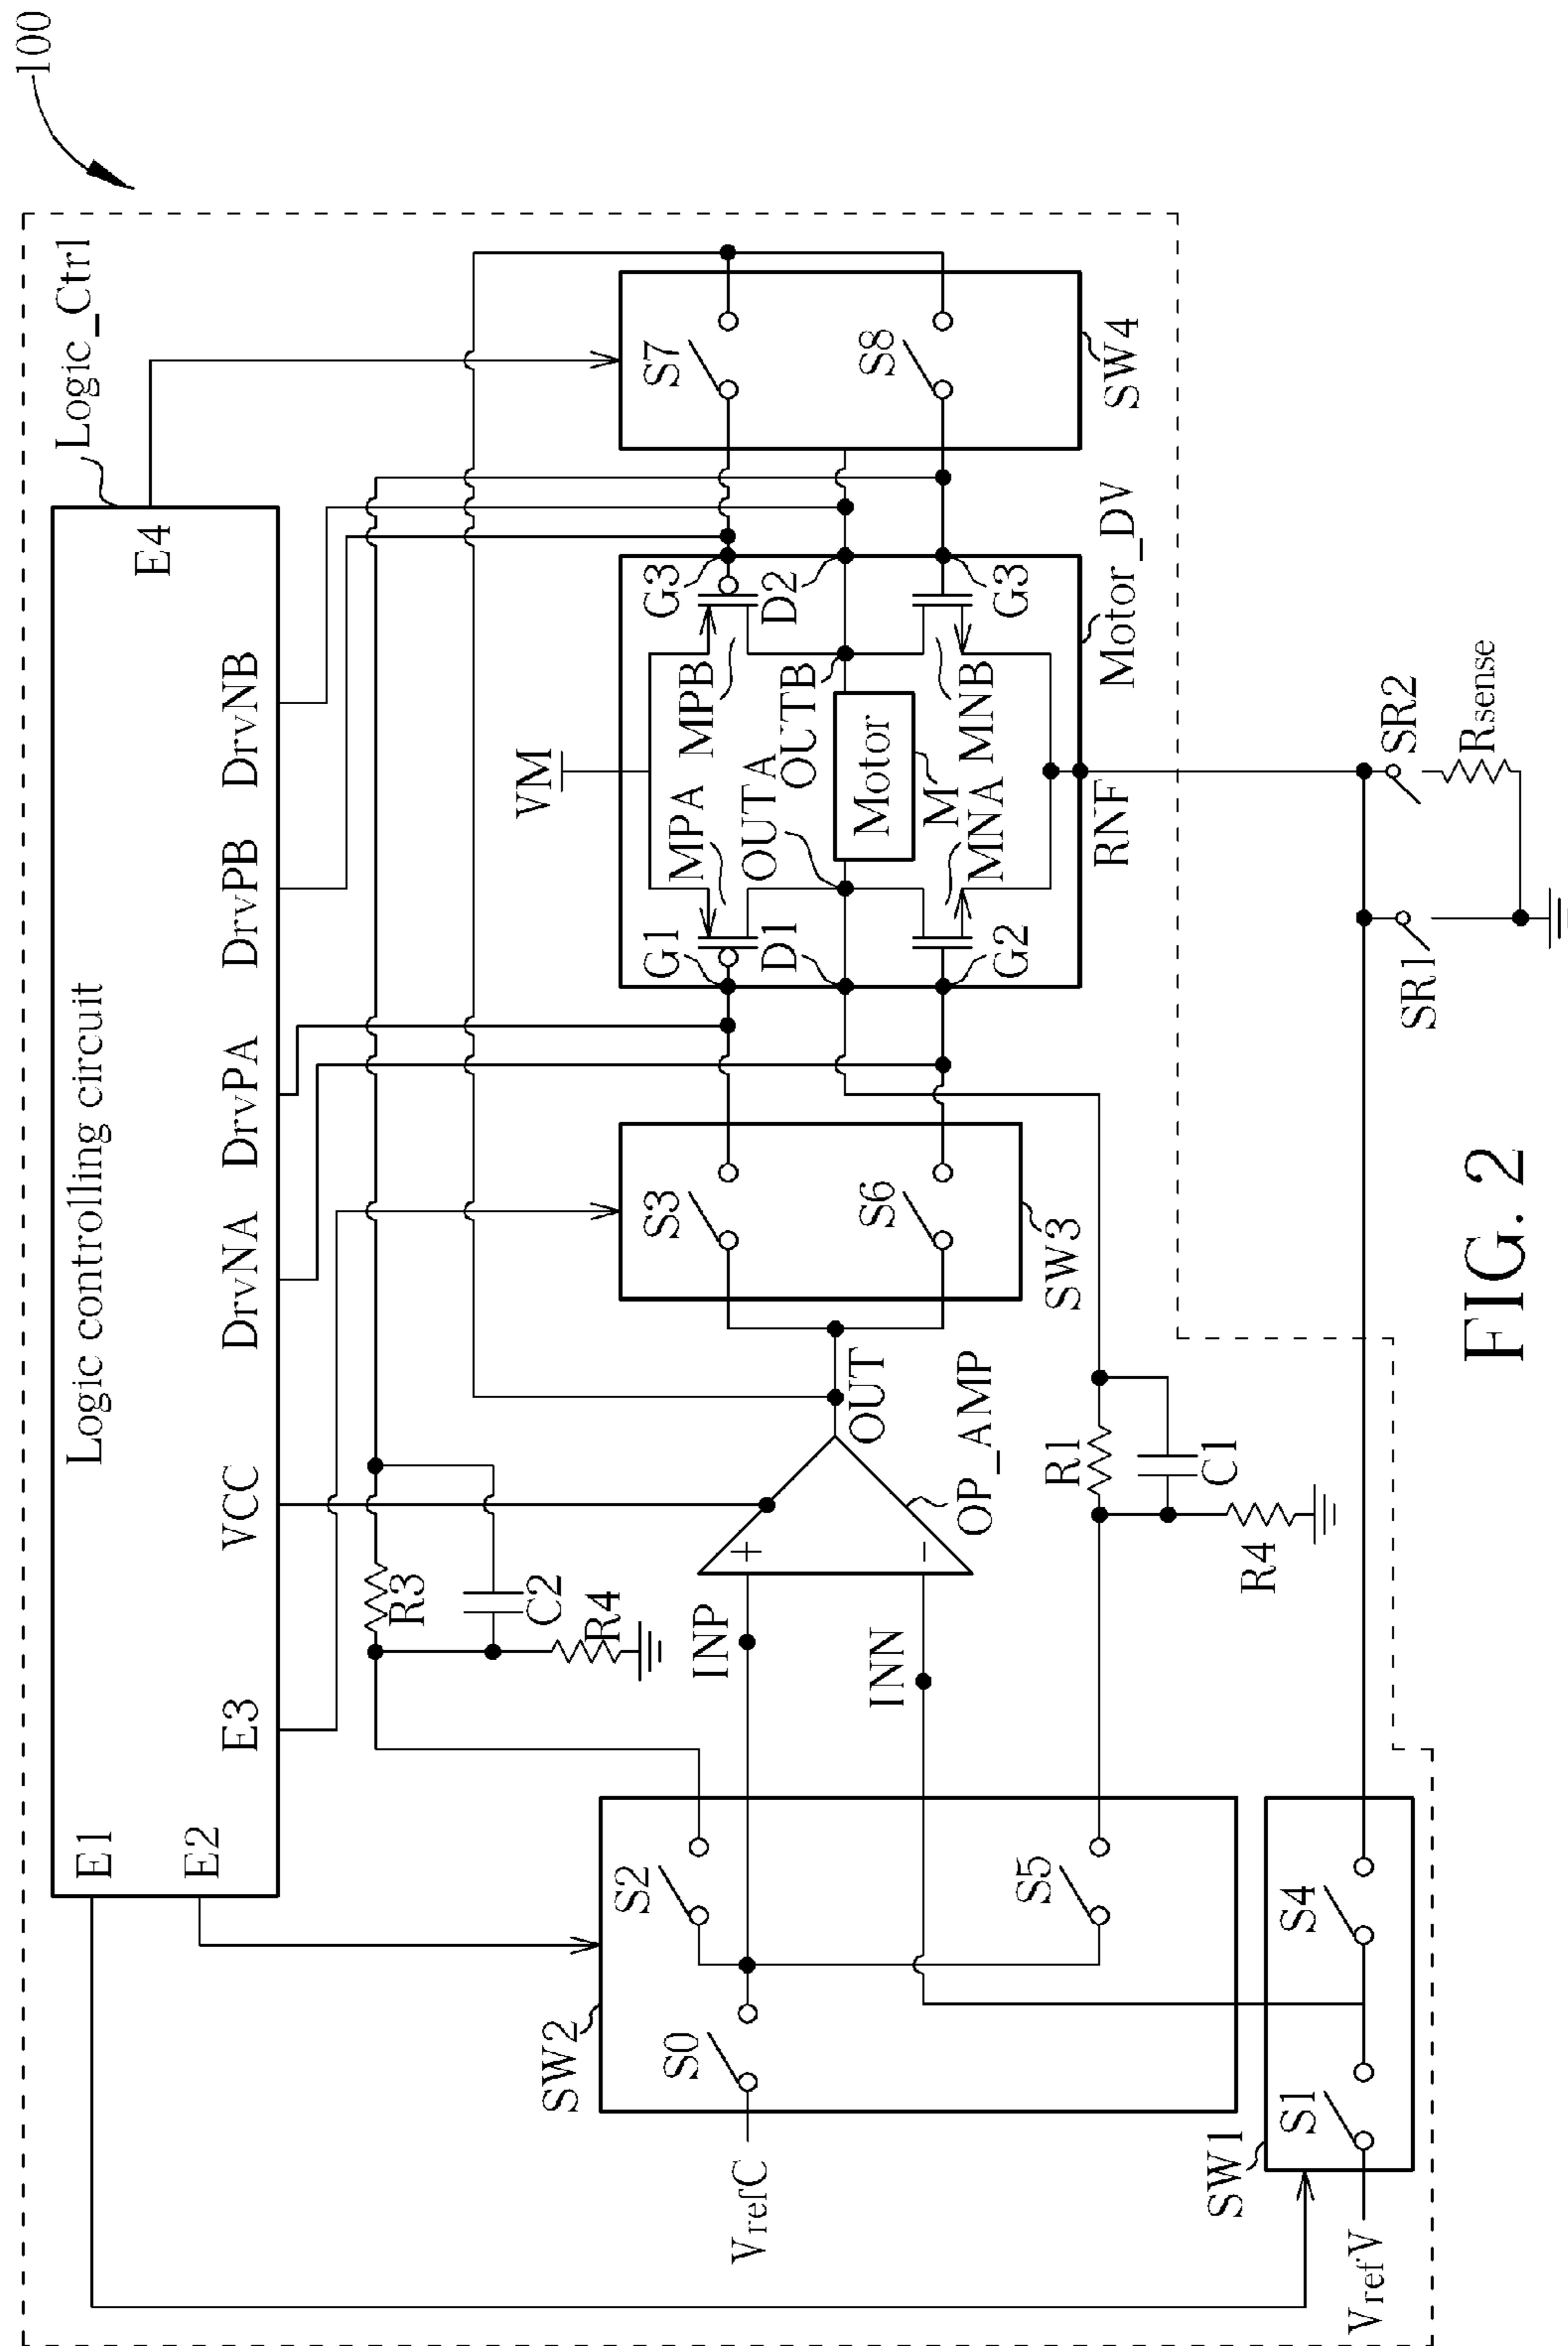 100
Logic_Ctrl
Logic controlling circuit
E1
E2
E3
VCC
DrvNA
DrvPA
DrvPB
DrvNB
E4
R3
C2
R4
VM
SW2
S2
S0
S5
VrefC
INP
INN
+
-
OUT
OP_AMP
S3
S6
SW3
G1
MPA
MPB
G3
D1
OUTA
OUTB
D2
Motor
M
G2
MNA
MNB
G3
RNF
Motor_DV
S7
S8
SW4
R1
C1
R4
SW1
S1
S4
VrefV
SR1
SR2
Rsense
FIG. 2